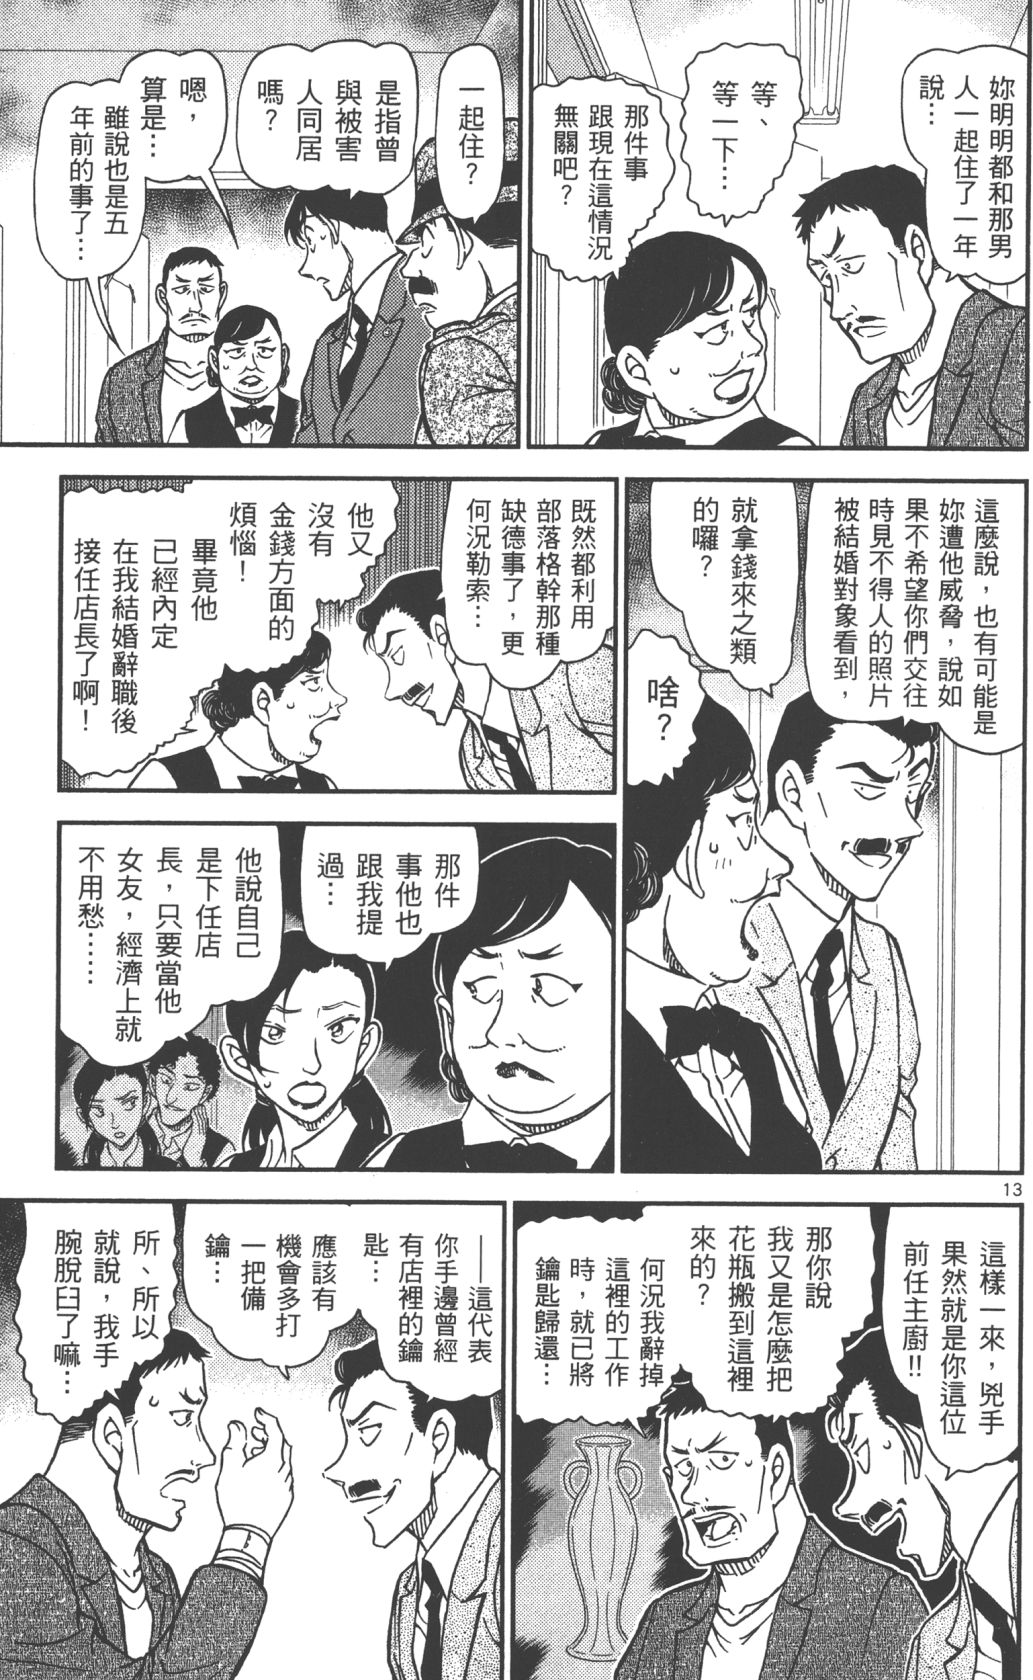 妳明明都和那男
人一起住了一年
說…
等、
等一下…
那件事
跟現在這情況
無關吧？
一起住？
是指曾
與被害
人同居
嗎？
嗯，
算是…
雖說也是五
年前的事了…
這麼說，也有可能是
妳遭他威脅，說如
果不希望你們交往
時見不得人的照片
被結婚對象看到，
就拿錢來之類
的囉？
啥？
既然都利用
部落格幹那種
缺德事了，更
何況勒索…
他又
沒有
金錢方面的
煩惱！
畢竟他
已經內定
在我結婚辭職後
接任店長了啊！
那件
事他也
跟我提
過…
他說自己
是下任店
長，只要當他
女友，經濟上就
不用愁……
13
這樣一來，兇手
果然就是你這位
前任主廚!!
那你說
我又是怎麼把
花瓶搬到這裡
來的？
何況我辭掉
這裡的工作
時，就已將
鑰匙歸還…
——這代表
你手邊曾經
有店裡的鑰
匙…
應該有
機會多打
一把備
鑰…
所、所以
就說，我手
腕脫臼了嘛…